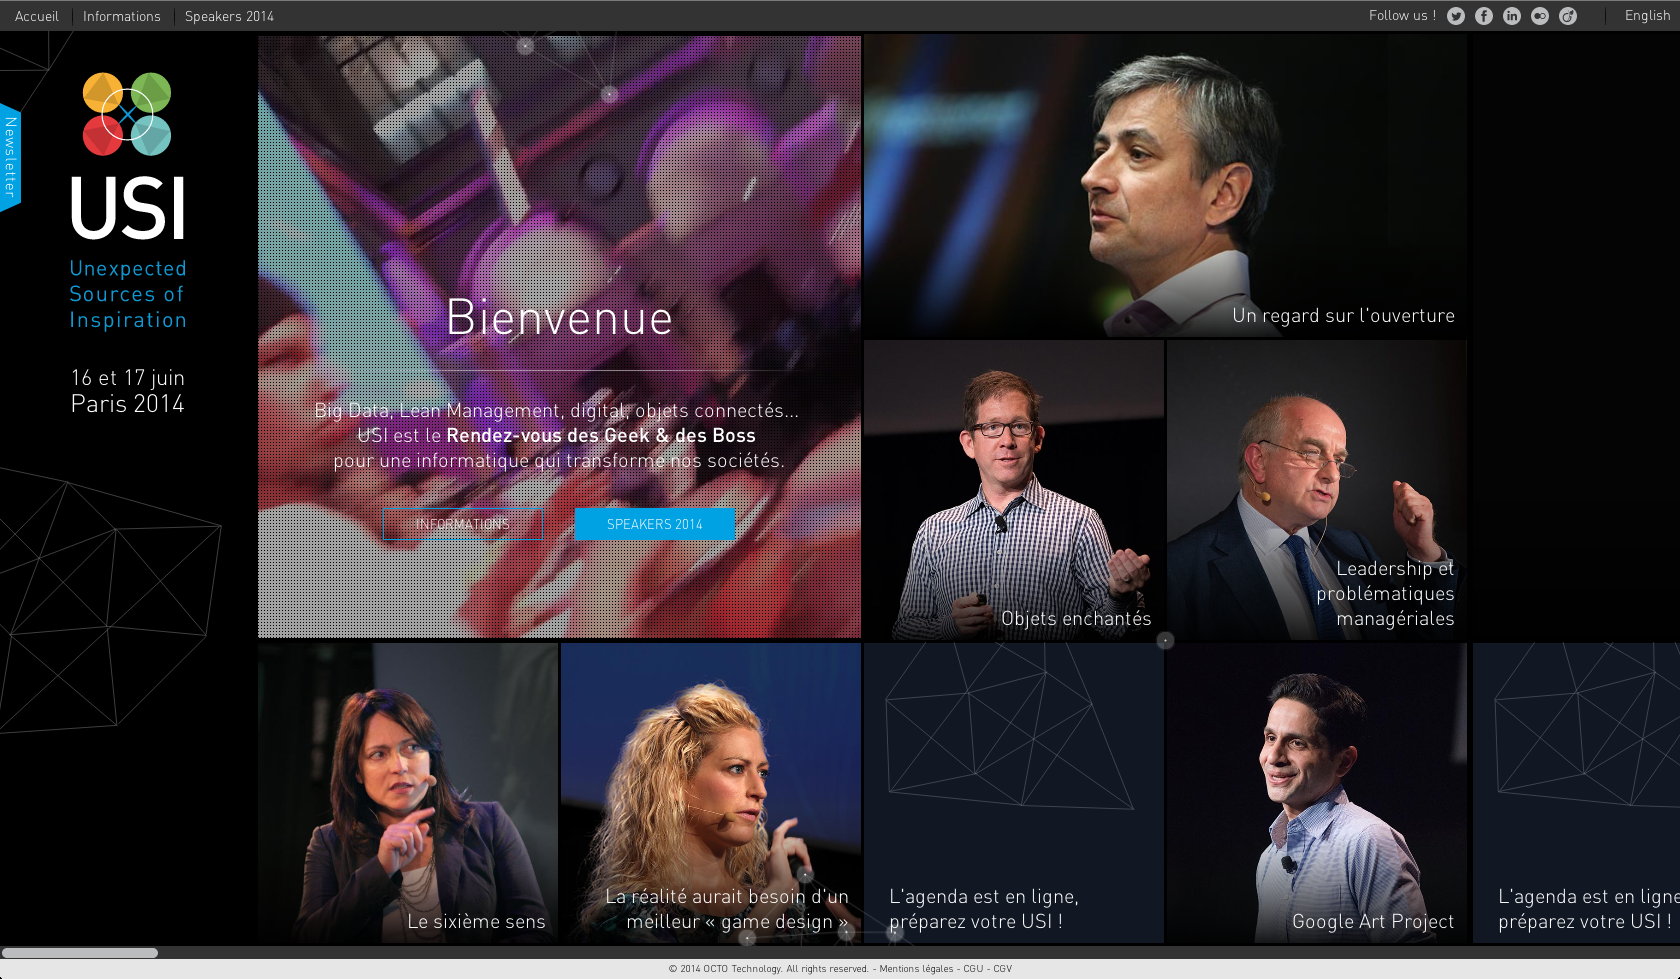 Accueil
Informations
Speakers 2014
Follow us !
English
Newsletter
USI
Unexpected
Sources of
Inspiration
16 et 17 juin
Paris 2014
Bienvenue
Big Data, Lean Management, digital, objets connectés...
USI est le Rendez-vous des Geek & des Boss
pour une informatique qui transforme nos sociétés.
INFORMATIONS
SPEAKERS 2014
Un regard sur l'ouverture
Objets enchantés
Leadership et
problématiques
managériales
Le sixième sens
La réalité aurait besoin d'un
meilleur « game design »
L'agenda est en ligne,
préparez votre USI !
Google Art Project
L'agenda est en ligne
préparez votre USI !
© 2014 OCTO Technology. All rights reserved. - Mentions légales - CGU - CGV